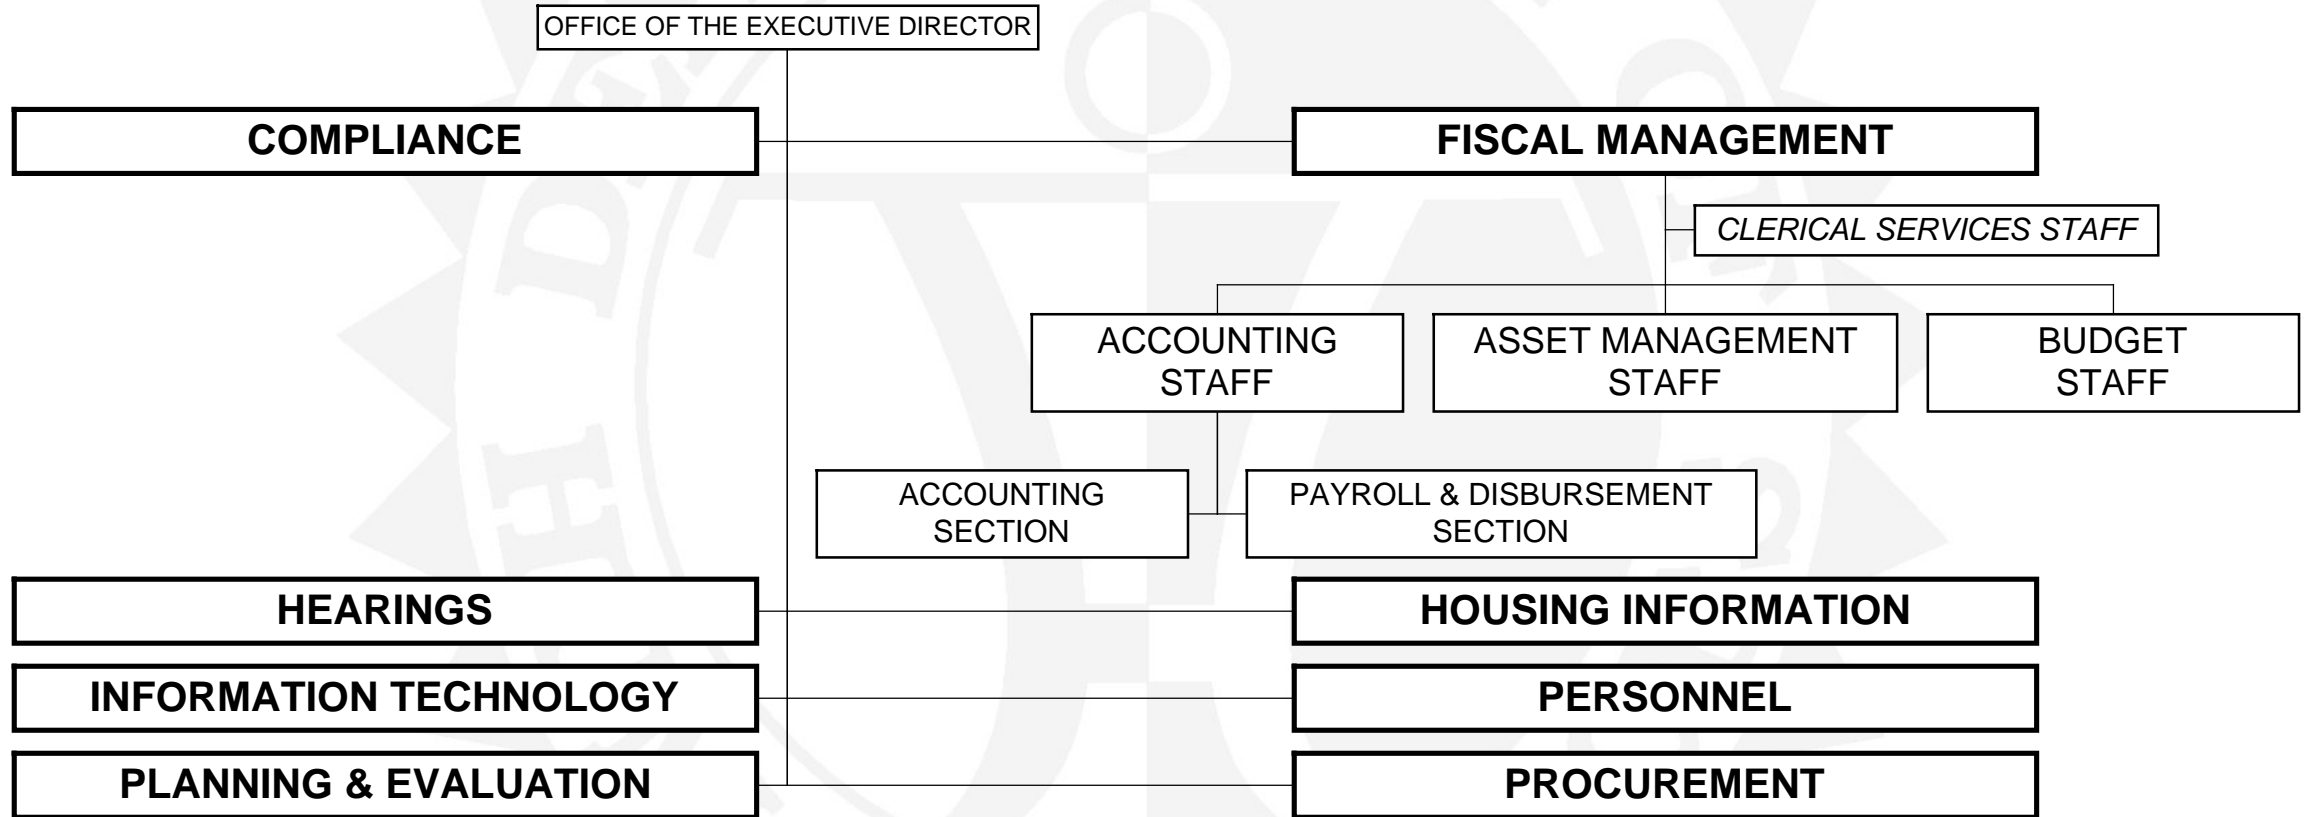 OFFICE OF THE EXECUTIVE DIRECTOR
COMPLIANCE
FISCAL MANAGEMENT
CLERICAL SERVICES STAFF
ACCOUNTING
STAFF
ASSET MANAGEMENT
STAFF
BUDGET
STAFF
ACCOUNTING
SECTION
PAYROLL & DISBURSEMENT
SECTION
HEARINGS
HOUSING INFORMATION
INFORMATION TECHNOLOGY
PERSONNEL
PLANNING & EVALUATION
PROCUREMENT